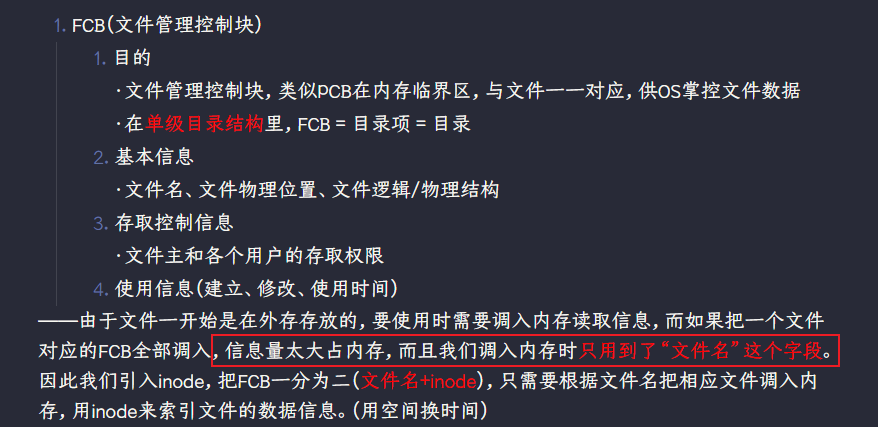 1. FCB(文件管理控制块)
1. 目的
·文件管理控制块, 类似PCB在内存临界区, 与文件一一对应, 供OS掌控文件数据
·在单级目录结构里, FCB = 目录项 = 目录
2. 基本信息
·文件名、文件物理位置、文件逻辑/物理结构
3. 存取控制信息
·文件主和各个用户的存取权限
4. 使用信息(建立、修改、使用时间)
——由于文件一开始是在外存存放的, 要使用时需要调入内存读取信息, 而如果把一个文件
对应的FCB全部调入, 信息量太大占内存, 而且我们调入内存时只用到了“文件名”这个字段。
因此我们引入inode, 把FCB一分为二(文件名+inode), 只需要根据文件名把相应文件调入内
存, 用inode来索引文件的数据信息。(用空间换时间)